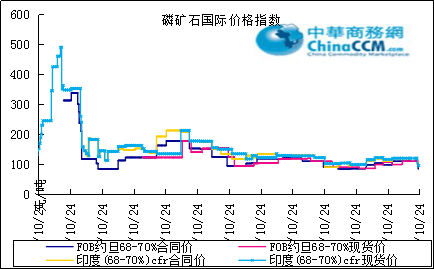 磷矿石国际价格指数
中華商務網
ChinaCCM.com
China Commodity Marketplace
600
500
400
300
200
100
0
元/吨
/10/24
/10/24
/10/24
/10/24
/10/24
/10/24
/10/24
/10/24
/10/24
/10/24
/10/24
/10/24
/10/24
FOB约旦68-70%合同价
FOB约旦68-70%现货价
印度(68-70%)cfr合同价
印度(68-70%)cfr现货价